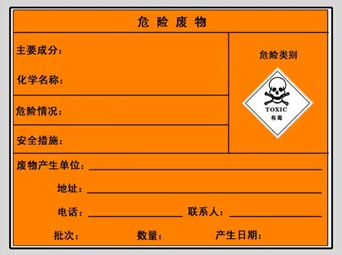 危险废物
主要成分：
危险类别
化学名称：
TOXIC
有毒
危险情况：
安全措施：
废物产生单位：
地址：
电话： 联系人：
批次： 数量： 产生日期：